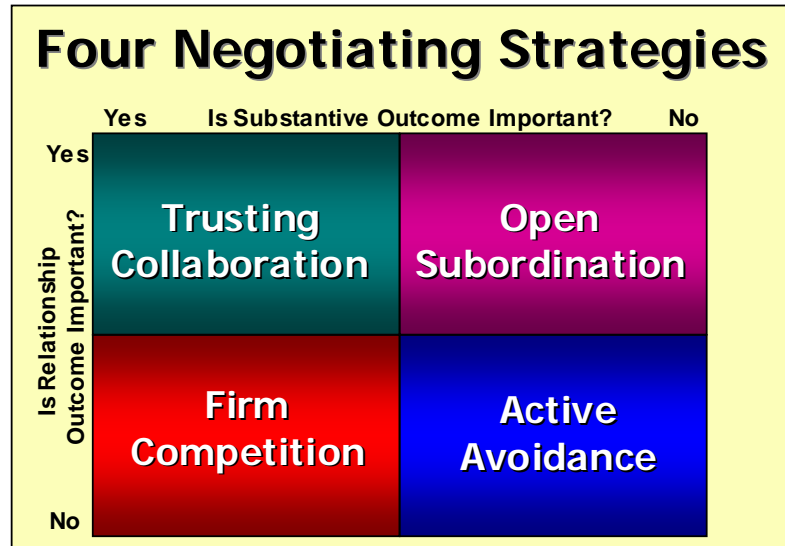 Four Negotiating Strategies
Yes Is Substantive Outcome Important? No
Yes
Is Relationship
Outcome Important?
Trusting
Collaboration
Open
Subordination
Firm
Competition
Active
Avoidance
No